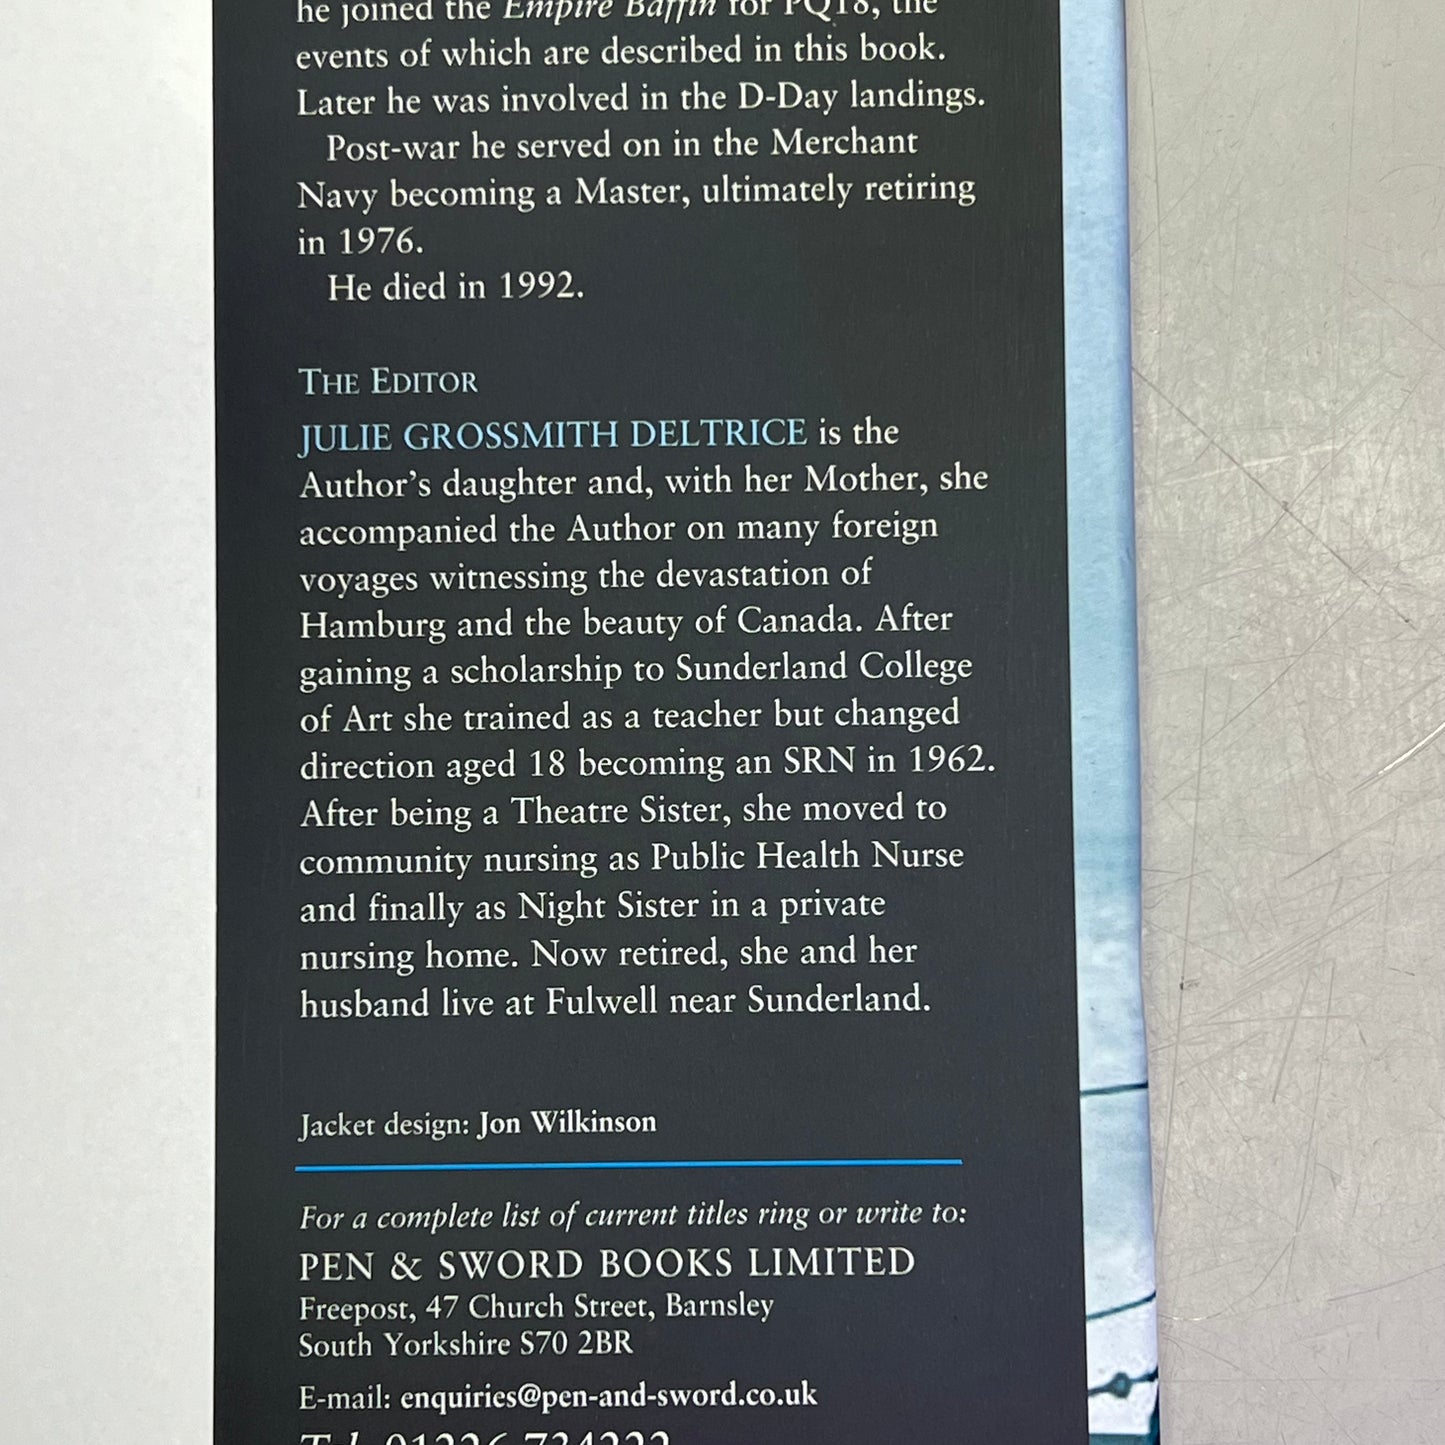 he joined the Empire Baffin for PQ18, the
events of which are described in this book.
Later he was involved in the D-Day landings.
Post-war he served on in the Merchant
Navy becoming a Master, ultimately retiring
in 1976.
He died in 1992.
THE EDITOR
JULIE GROSSMITH DELTRICE is the
Author's daughter and, with her Mother, she
accompanied the Author on many foreign
voyages witnessing the devastation of
Hamburg and the beauty of Canada. After
gaining a scholarship to Sunderland College
of Art she trained as a teacher but changed
direction aged 18 becoming an SRN in 1962.
After being a Theatre Sister, she moved to
community nursing as Public Health Nurse
and finally as Night Sister in a private
nursing home. Now retired, she and her
husband live at Fulwell near Sunderland.
Jacket design: Jon Wilkinson
For a complete list of current titles ring or write to:
PEN & SWORD BOOKS LIMITED
Freepost, 47 Church Street, Barnsley
South Yorkshire S70 2BR
E-mail: enquiries@pen-and-sword.co.uk
Tel: 01226 734222